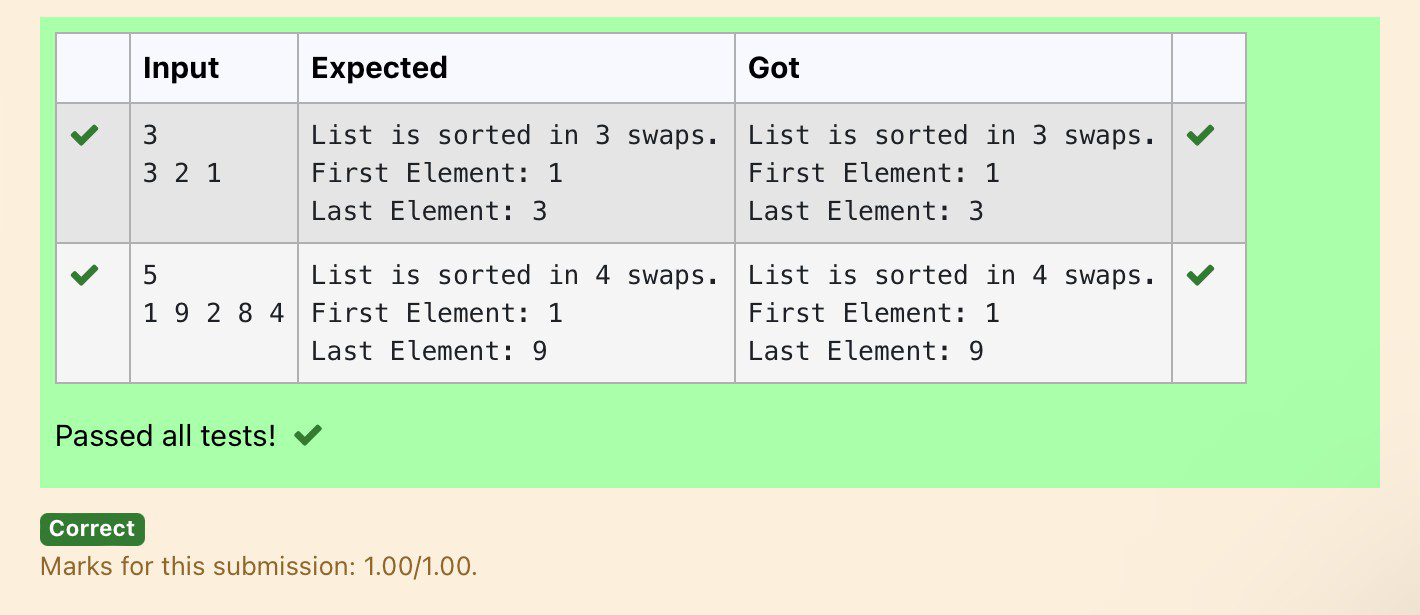 Input Expected Got
3 List is sorted in 3 swaps. List is sorted in 3 swaps.
3 2 1 First Element: 1 First Element: 1
Last Element: 3 Last Element: 3
5 List is sorted in 4 swaps. List is sorted in 4 swaps.
1 9 2 8 4 First Element: 1 First Element: 1
Last Element: 9 Last Element: 9
Passed all tests!
Correct
Marks for this submission: 1.00/1.00.